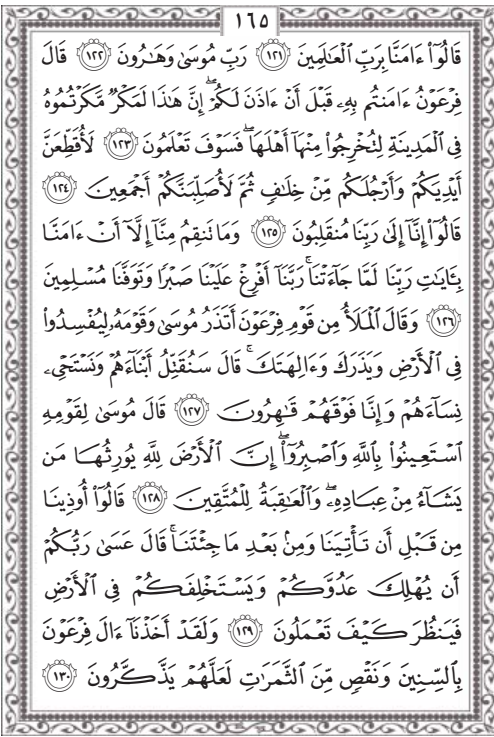 ١٦٥
قَالُوٓا۟ ءَامَنَّا بِرَبِّ ٱلْعَـٰلَمِينَ ١٢١ رَبِّ مُوسَىٰ وَهَـٰرُونَ ١٢٢ قَالَ
فِرْعَوْنُ ءَامَنتُم بِهِۦ قَبْلَ أَنْ ءَاذَنَ لَكُمْ ۖ إِنَّ هَـٰذَا لَمَكْرٌ مَّكَرْتُمُوهُ
فِى ٱلْمَدِينَةِ لِتُخْرِجُوا۟ مِنْهَآ أَهْلَهَا ۖ فَسَوْفَ تَعْلَمُونَ ١٢٣ لَأُقَطِّعَنَّ
أَيْدِيَكُمْ وَأَرْجُلَكُم مِّنْ خِلَـٰفٍ ثُمَّ لَأُصَلِّبَنَّكُمْ أَجْمَعِينَ ١٢٤
قَالُوٓا۟ إِنَّآ إِلَىٰ رَبِّنَا مُنقَلِبُونَ ١٢٥ وَمَا تَنقِمُ مِنَّآ إِلَّآ أَنْ ءَامَنَّا
بِـَٔايَـٰتِ رَبِّنَا لَمَّا جَآءَتْنَا ۚ رَبَّنَآ أَفْرِغْ عَلَيْنَا صَبْرًا وَتَوَفَّنَا مُسْلِمِينَ
١٢٦ وَقَالَ ٱلْمَلَأُ مِن قَوْمِ فِرْعَوْنَ أَتَذَرُ مُوسَىٰ وَقَوْمَهُۥ لِيُفْسِدُوا۟
فِى ٱلْأَرْضِ وَيَذَرَكَ وَءَالِهَتَكَ ۚ قَالَ سَنُقَتِّلُ أَبْنَآءَهُمْ وَنَسْتَحْىِۦ
نِسَآءَهُمْ وَإِنَّا فَوْقَهُمْ قَـٰهِرُونَ ١٢٧ قَالَ مُوسَىٰ لِقَوْمِهِ
ٱسْتَعِينُوا۟ بِٱللَّهِ وَٱصْبِرُوٓا۟ ۖ إِنَّ ٱلْأَرْضَ لِلَّهِ يُورِثُهَا مَن
يَشَآءُ مِنْ عِبَادِهِۦ ۖ وَٱلْعَـٰقِبَةُ لِلْمُتَّقِينَ ١٢٨ قَالُوٓا۟ أُوذِينَا
مِن قَبْلِ أَن تَأْتِيَنَا وَمِنۢ بَعْدِ مَا جِئْتَنَا ۚ قَالَ عَسَىٰ رَبُّكُمْ
أَن يُهْلِكَ عَدُوَّكُمْ وَيَسْتَخْلِفَكُمْ فِى ٱلْأَرْضِ
فَيَنظُرَ كَيْفَ تَعْمَلُونَ ١٢٩ وَلَقَدْ أَخَذْنَآ ءَالَ فِرْعَوْنَ
بِٱلسِّنِينَ وَنَقْصٍ مِّنَ ٱلثَّمَرَٰتِ لَعَلَّهُمْ يَذَّكَّرُونَ ١٣٠